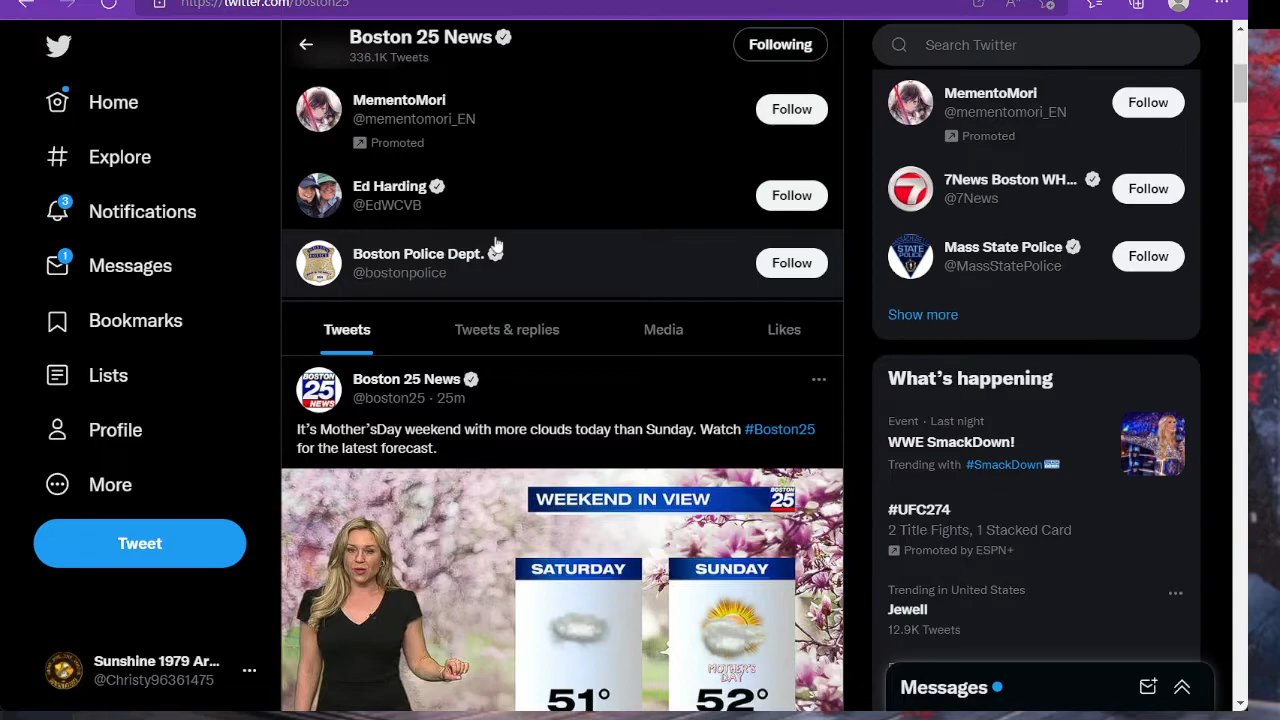 https://twitter.com/boston25
Boston 25 News
336.1K Tweets
Following
Search Twitter
Home
Explore
3
Notifications
1
Messages
Bookmarks
Lists
Profile
More
Tweet
Sunshine 1979 Ar...
@Christy96361475
MementoMori
@mementomori_EN
Promoted
Follow
Ed Harding
@EdWCVB
Follow
Boston Police Dept.
@bostonpolice
Follow
Tweets
Tweets & replies
Media
Likes
BOSTON
25
NEWS
Boston 25 News
@boston25 · 25m
It's Mother'sDay weekend with more clouds today than Sunday. Watch #Boston25
for the latest forecast.
WEEKEND IN VIEW
BOSTON
25
SATURDAY
51°
SUNDAY
MOTHER'S
DAY
52°
MementoMori
@mementomori_EN
Promoted
Follow
7News Boston WH...
@7News
Follow
Mass State Police
@MassStatePolice
Follow
Show more
What's happening
Event · Last night
WWE SmackDown!
Trending with #SmackDown
#UFC274
2 Title Fights, 1 Stacked Card
Promoted by ESPN+
Trending in United States
Jewell
12.9K Tweets
Messages